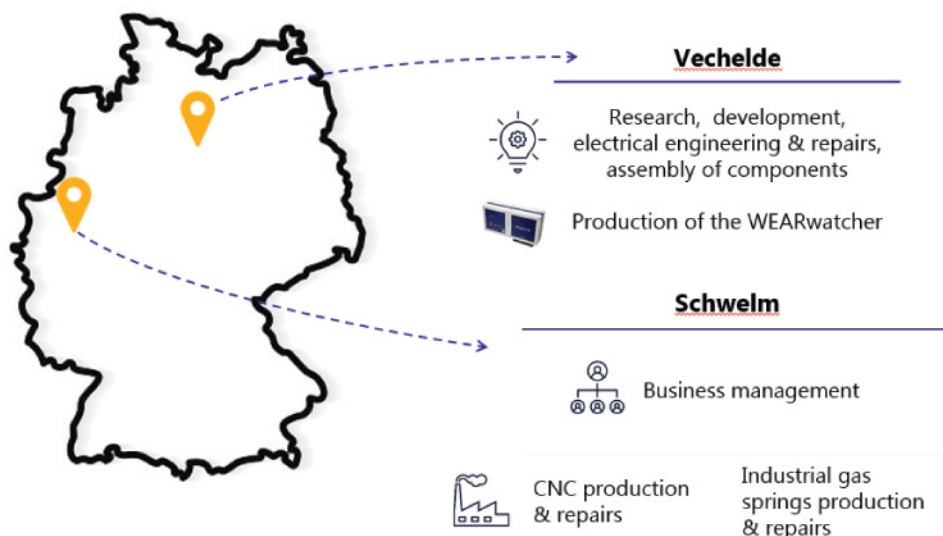 Vechelde
Research, development,
electrical engineering & repairs,
assembly of components
Production of the WEARwatcher
Schwelm
Business management
CNC production
& repairs
Industrial gas
springs production
& repairs